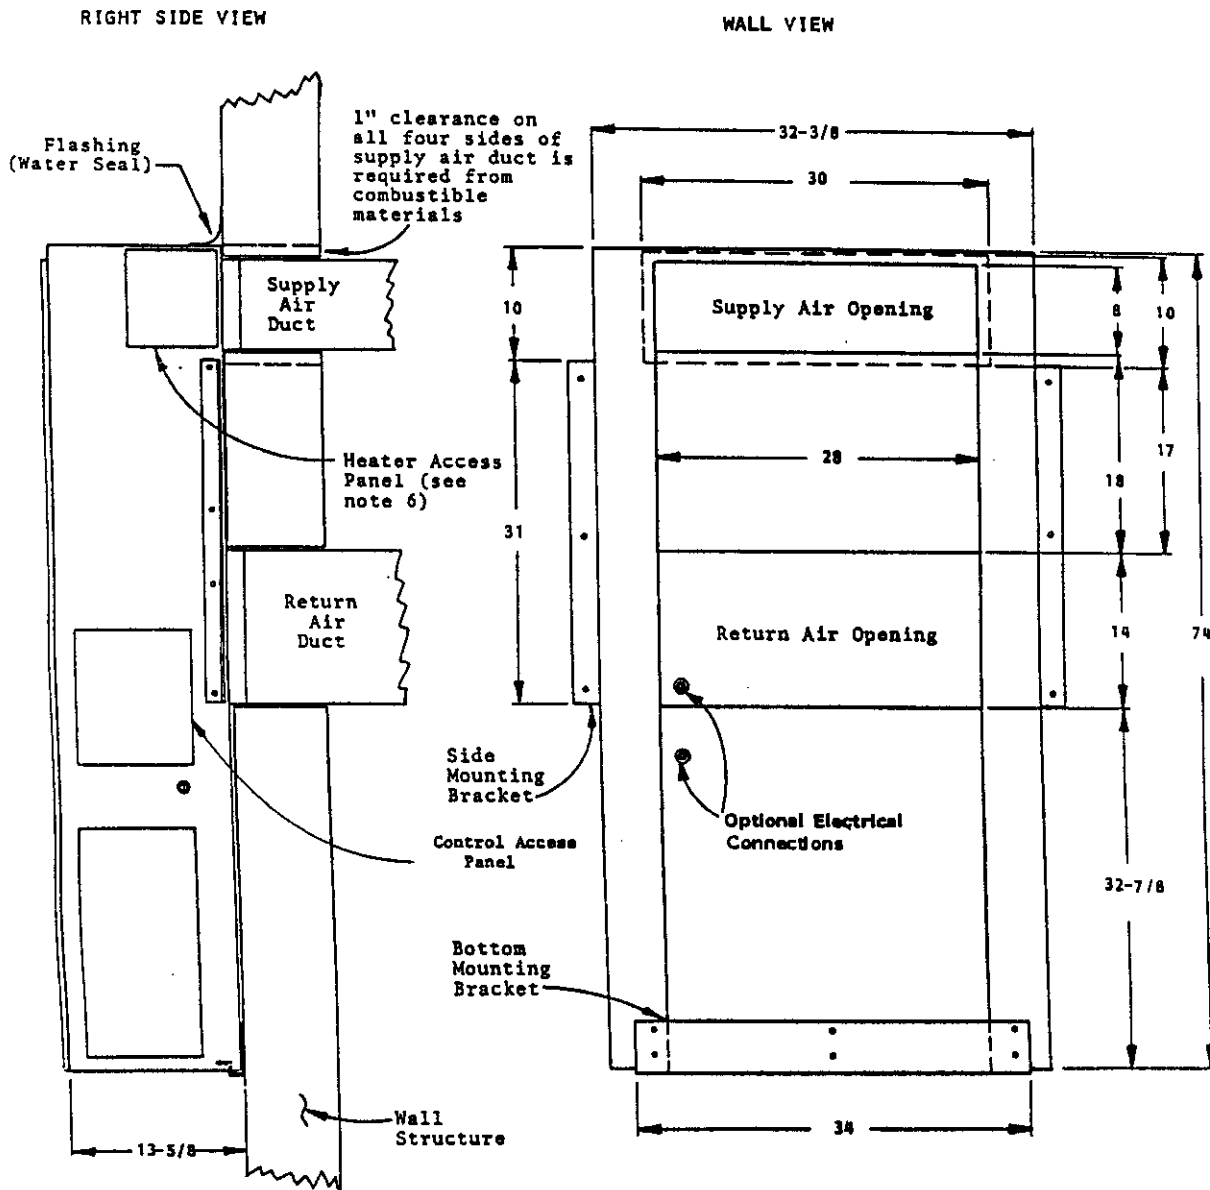 RIGHT SIDE VIEW
WALL VIEW
Flashing
(Water Seal)
1" clearance on
all four sides of
supply air duct is
required from
combustible
materials
32-3/8
30
Supply
Air
Duct
10
Supply Air Opening
8
10
Heater Access
Panel (see
note 6)
28
17
18
31
Return
Air
Duct
Return Air Opening
14
74
Side
Mounting
Bracket
Optional Electrical
Connections
Control Access
Panel
32-7/8
Bottom
Mounting
Bracket
Wall
Structure
13-5/8
34